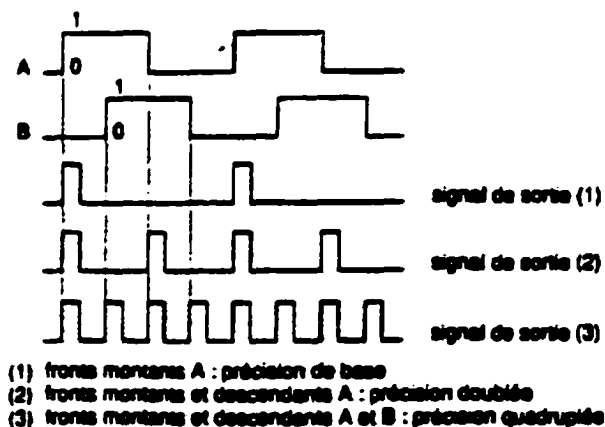 1
A 0
1
B 0
signal de sortie (1)
signal de sortie (2)
signal de sortie (3)
(1) fronts montants A : précision de base
(2) fronts montants et descendants A : précision doublée
(3) fronts montants et descendants A et B : précision quadruplée